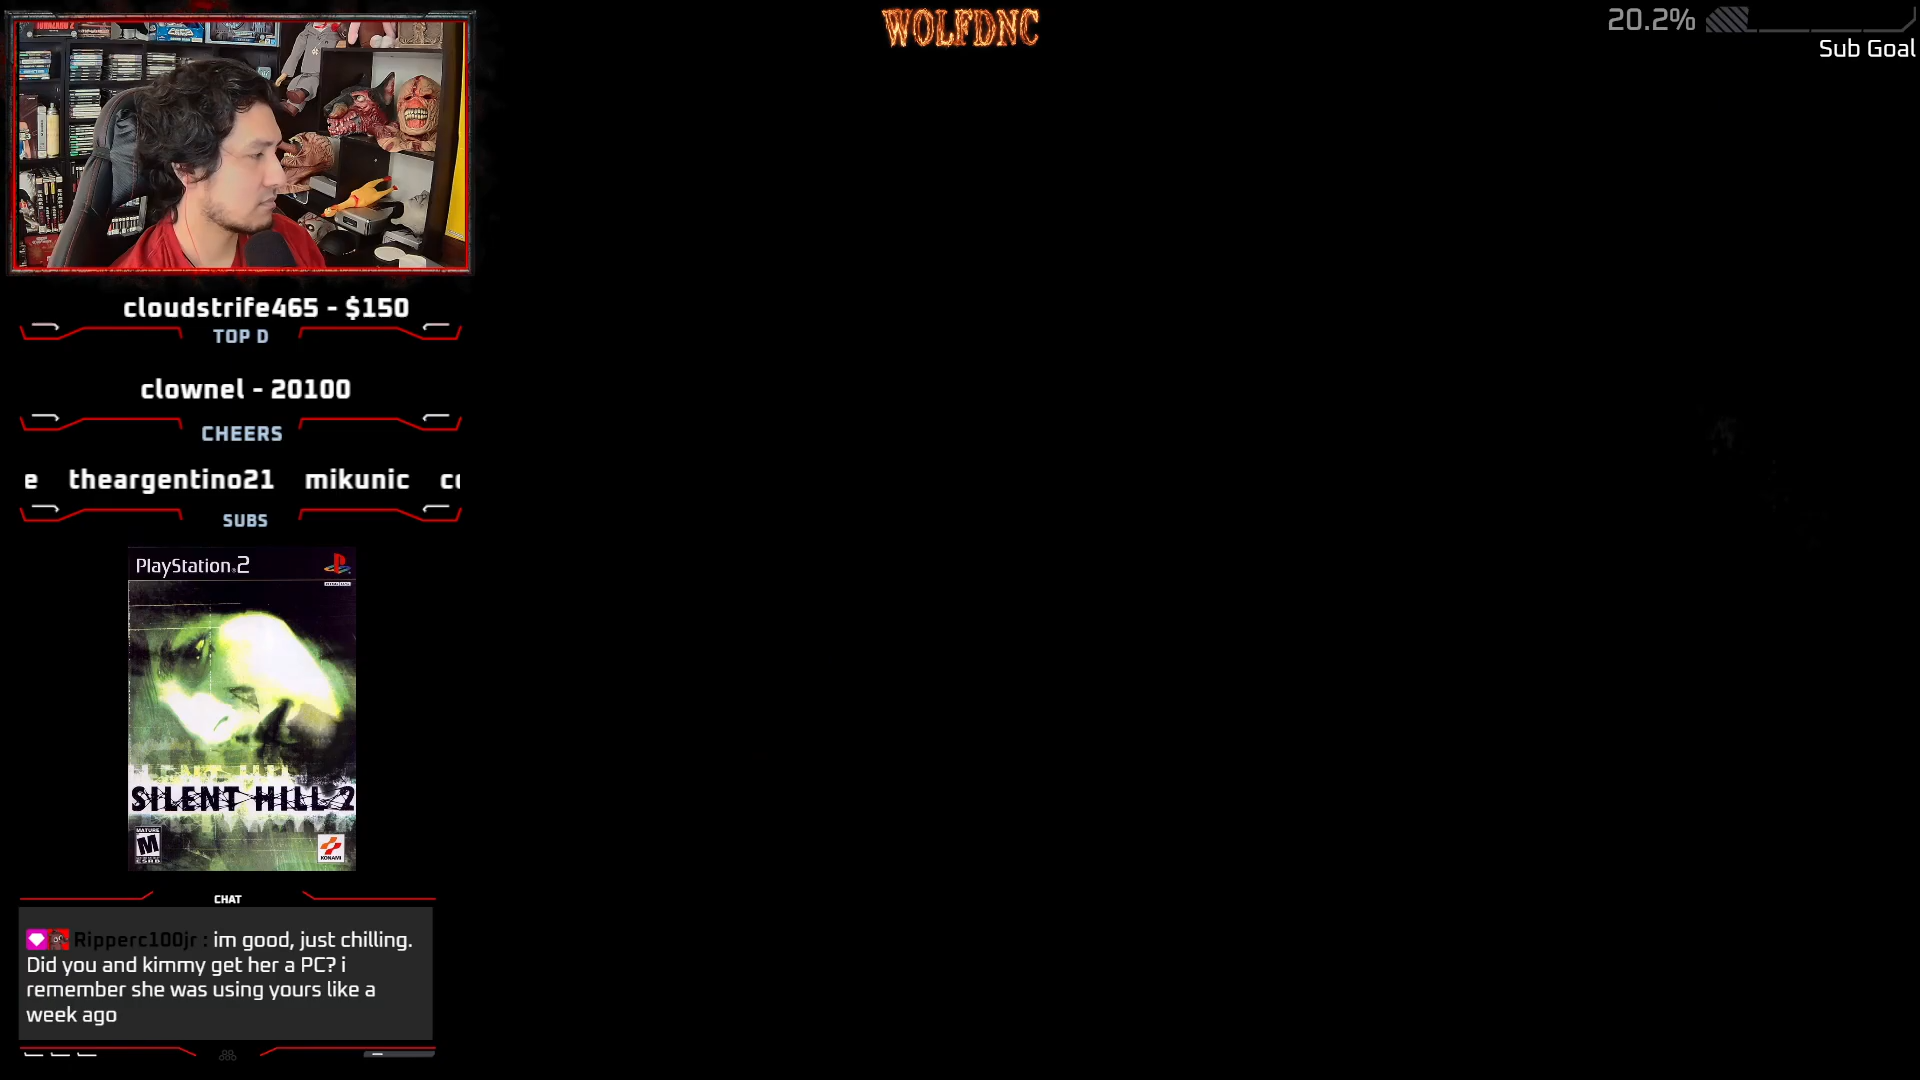 WOLFDNC
20.2%
Sub Goal
cloudstrife465 - $150
TOP D
clownel - 20100
CHEERS
e theargentino21 mikunic
SUBS
PlayStation.2
SILENT HILL 2
MATURE
M
ESRB
KONAMI
CHAT
Ripperc100jr : im good, just chilling.
Did you and kimmy get her a PC? i
remember she was using yours like a
week ago